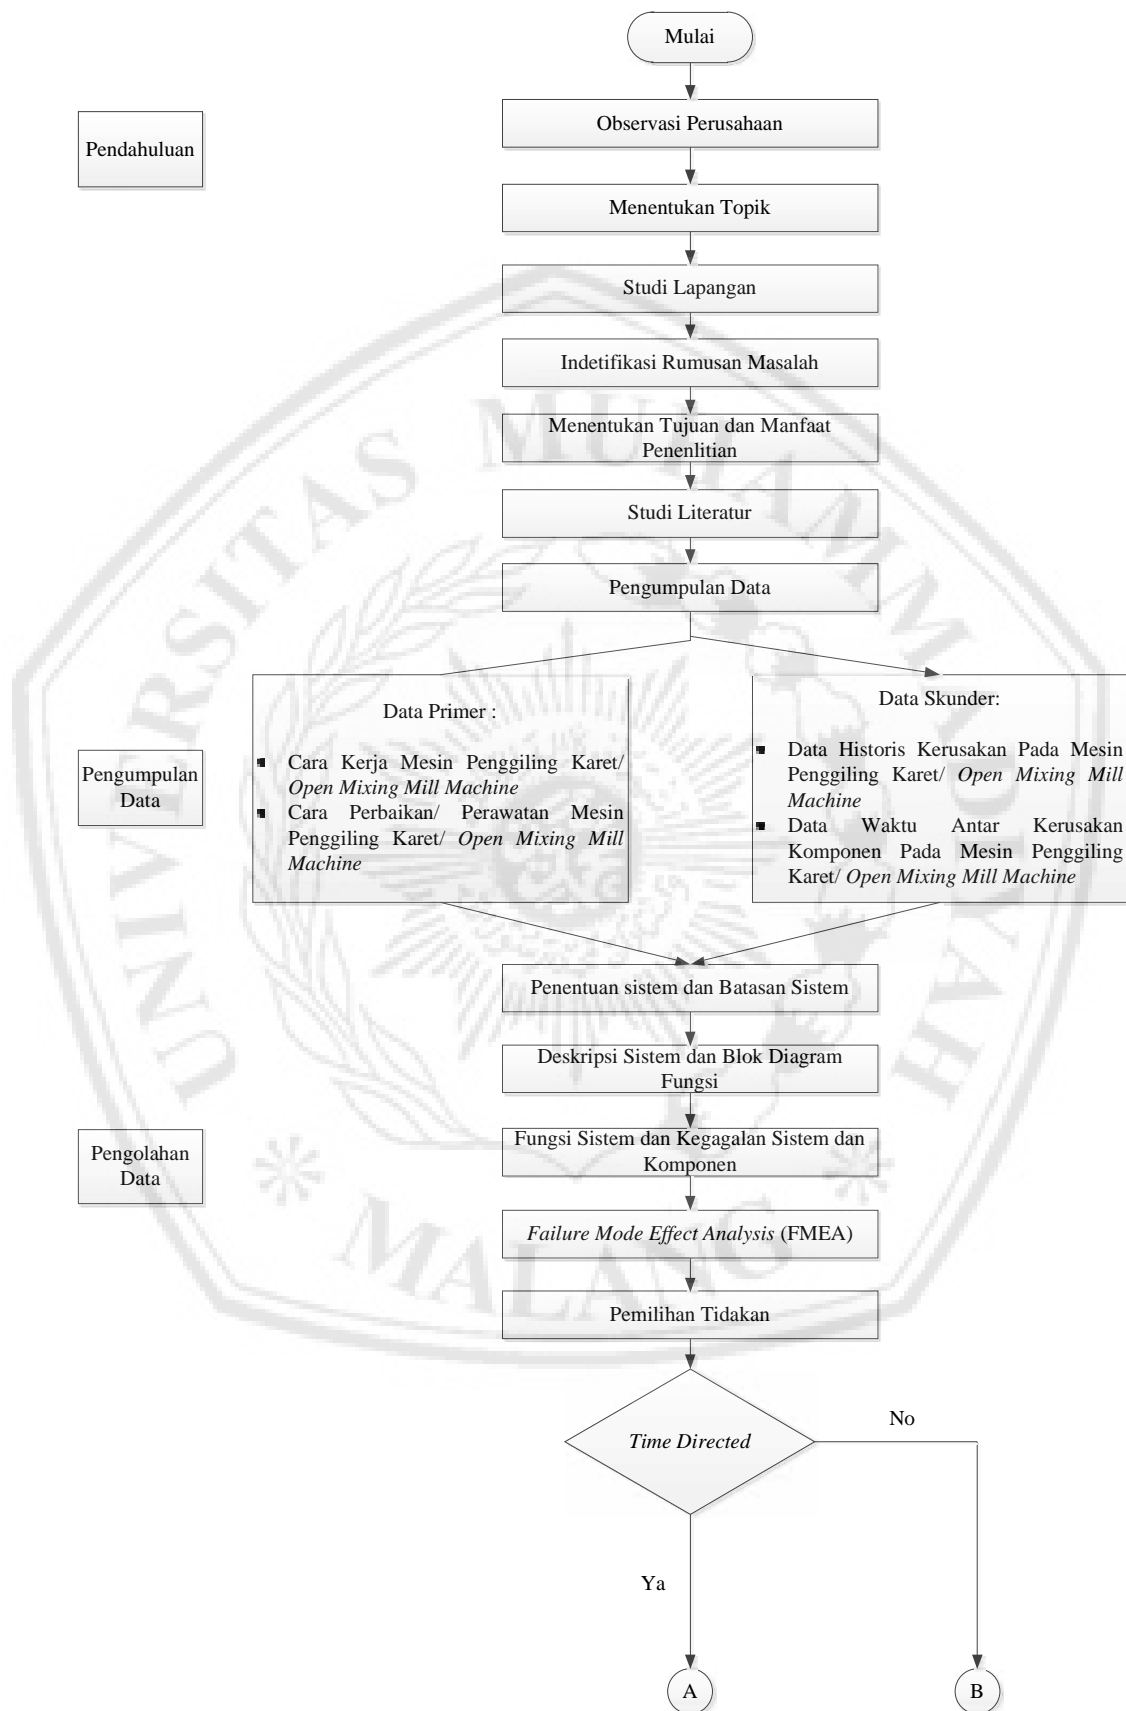 Mulai
Pendahuluan
Observasi Perusahaan
Menentukan Topik
Studi Lapangan
Indetifikasi Rumusan Masalah
Menentukan Tujuan dan Manfaat
Penenlitian
Studi Literatur
Pengumpulan Data
Pengumpulan
Data
Data Primer :
▪ Cara Kerja Mesin Penggiling Karet/
Open Mixing Mill Machine
▪ Cara Perbaikan/ Perawatan Mesin
Penggiling Karet/ Open Mixing Mill
Machine
Data Skunder:
▪ Data Historis Kerusakan Pada Mesin
Penggiling Karet/ Open Mixing Mill
Machine
▪ Data Waktu Antar Kerusakan
Komponen Pada Mesin Penggiling
Karet/ Open Mixing Mill Machine
Penentuan sistem dan Batasan Sistem
Deskripsi Sistem dan Blok Diagram
Fungsi
Pengolahan
Data
Fungsi Sistem dan Kegagalan Sistem dan
Komponen
Failure Mode Effect Analysis (FMEA)
Pemilihan Tidakan
Time Directed
No
Ya
A
B
UNIVERSITAS MUHAMMADIYAH
MALANG